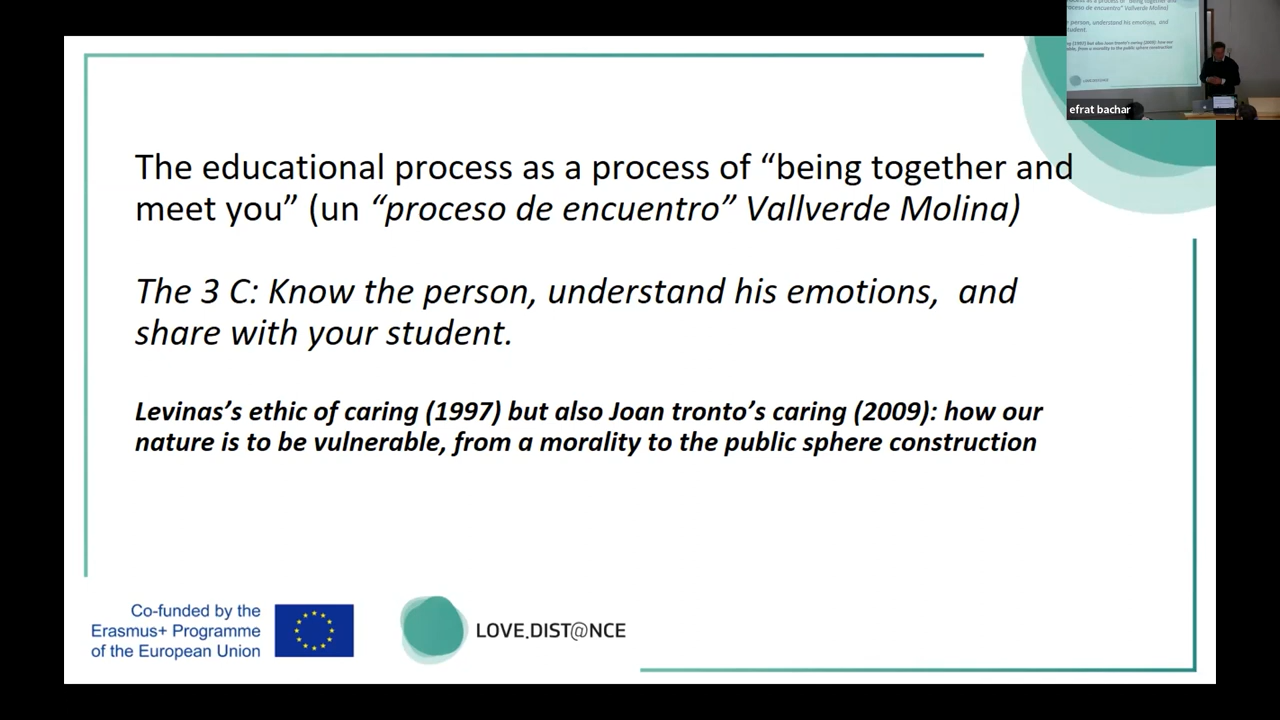 The educational process as a process of “being together and
meet you” (un “proceso de encuentro” Vallverde Molina)
The 3 C: Know the person, understand his emotions,  and
share with your student.
Levinas’s ethic of caring (1997) but also Joan tronto’s caring (2009): how our
nature is to be vulnerable, from a morality to the public sphere construction
Co-funded by the
Erasmus+ Programme
of the European Union
LOVE.DIST@NCE
efrat bachar